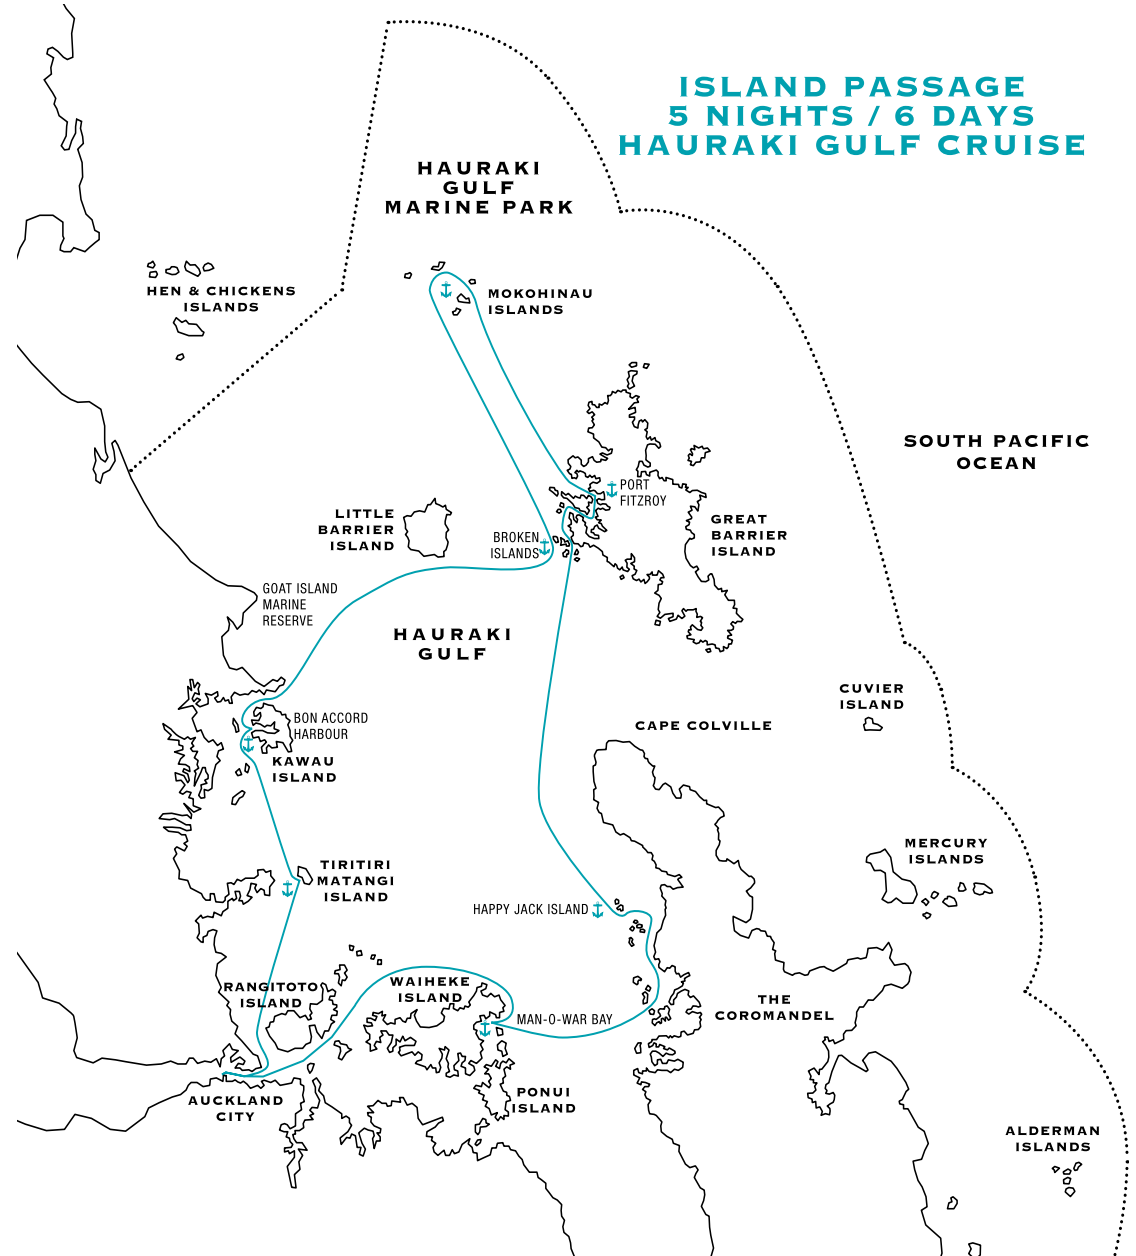 ISLAND PASSAGE
5 NIGHTS / 6 DAYS
HAURAKI GULF CRUISE
HAURAKI
GULF
MARINE PARK
HEN & CHICKENS
ISLANDS
MOKOHINAU
ISLANDS
SOUTH PACIFIC
OCEAN
PORT
FITZROY
LITTLE
BARRIER
ISLAND
BROKEN
ISLANDS
GREAT
BARRIER
ISLAND
GOAT ISLAND
MARINE
RESERVE
HAURAKI
GULF
CUVIER
ISLAND
BON ACCORD
HARBOUR
CAPE COLVILLE
KAWAU
ISLAND
MERCURY
ISLANDS
TIRITIRI
MATANGI
ISLAND
HAPPY JACK ISLAND
RANGITOTO
ISLAND
WAIHEKE
ISLAND
MAN-O-WAR BAY
THE
COROMANDEL
AUCKLAND
CITY
PONUI
ISLAND
ALDERMAN
ISLANDS